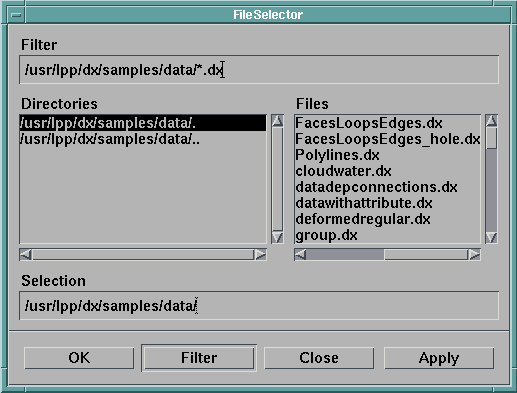 FileSelector
Filter
/usr/lpp/dx/samples/data/*.dx
Directories
/usr/lpp/dx/samples/data/.
/usr/lpp/dx/samples/data/..
Files
FacesLoopsEdges.dx
FacesLoopsEdges_hole.dx
Polylines.dx
cloudwater.dx
datadepconnections.dx
datawithattribute.dx
deformedregular.dx
group.dx
Selection
/usr/lpp/dx/samples/data/
OK
Filter
Close
Apply